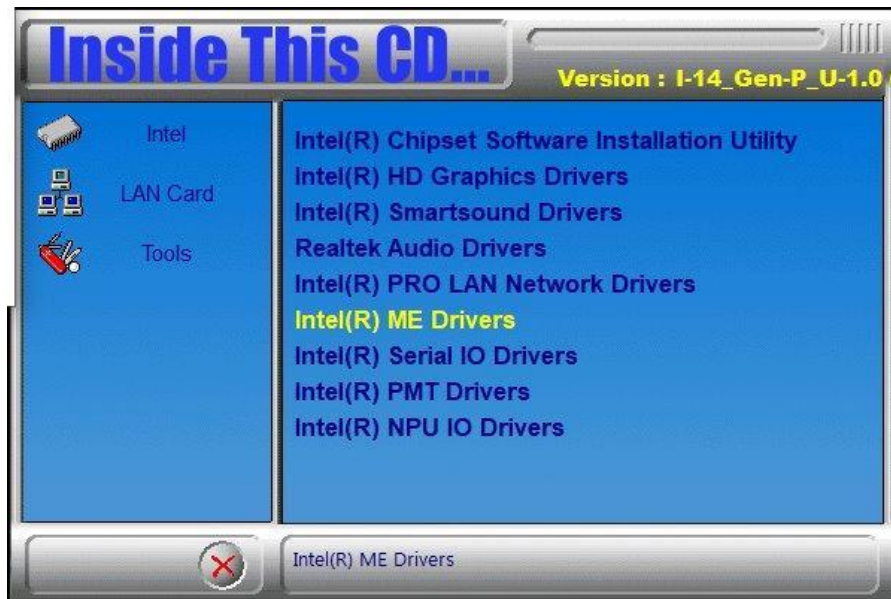 Inside This CD...
Version : I-14_Gen-P_U-1.0
Intel
LAN Card
Tools
Intel(R) Chipset Software Installation Utility
Intel(R) HD Graphics Drivers
Intel(R) Smartsound Drivers
Realtek Audio Drivers
Intel(R) PRO LAN Network Drivers
Intel(R) ME Drivers
Intel(R) Serial IO Drivers
Intel(R) PMT Drivers
Intel(R) NPU IO Drivers
Intel(R) ME Drivers